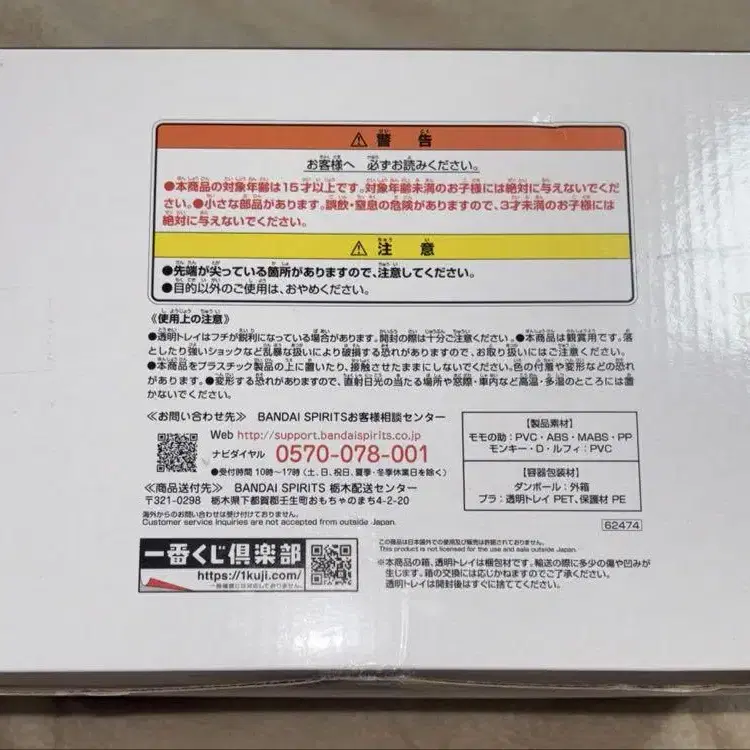 ⚠ 警告
お客様へ 必ずお読みください。
●本商品の対象年齢は15才以上です。対象年齢未満のお子様には絶対に与えないでくだ
さい。●小さな部品があります。誤飲・窒息の危険がありますので、3才未満のお子様には
絶対に与えないでください。
⚠ 注意
●先端が尖っている箇所がありますので、注意してください。
●目的以外のご使用は、おやめください。
《使用上の注意》
●透明トレイはフチが鋭利になっている場合があります。開封の際は十分ご注意ください。●本商品は観賞用です。落
としたり強いショックなど乱暴な扱いにより破損する恐れがありますので、お取り扱いにはご注意ください。
●本商品をプラスチック製品の上に置いたり、接触させたままにしないでください。色の付着や変形などの恐れ
があります。●変形する恐れがありますので、直射日光の当たる場所や窓際・車内など高温・多湿のところには置
かないでください。
≪お問い合わせ先≫ BANDAI SPIRITSお客様相談センター
Web http://support.bandaispirits.co.jp
ナビダイヤル 0570-078-001
●受付時間 10時～17時(土、日、祝日、夏季・冬季休業日を除く)
≪商品送付先≫ BANDAI SPIRITS 栃木配送センター
〒321-0298 栃木県下都賀郡壬生町おもちゃのまち4-2-20
海外からのお問い合わせは受け付けておりません。
Customer service inquiries are not accepted from outside Japan.
【製品素材】
モモの助:PVC・ABS・MABS・PP
モンキー・D・ルフィ:PVC
【容器包装材】
ダンボール:外箱
プラ:透明トレイ PET、保護材 PE
62474
一番くじ倶楽部
https://1kuji.com/
一部機種には対応しておりません。
この商品は日本国外での使用及び販売は許諾されておりません。
This product is not licensed for the use and sale outside Japan.
※本商品の箱、透明トレイは梱包材です。輸送の際に多少の傷や凹みが
生じます。箱の交換には応じかねますのでご了承ください。
透明トレイは開封後はすぐに捨ててください。